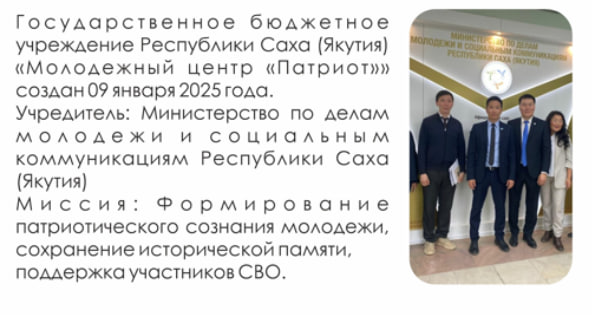 Государственное бюджетное
учреждение Республики Саха (Якутия)
«Молодежный центр «Патриот»»
создан 09 января 2025 года.
Учредитель: Министерство по делам
молодежи и социальным
коммуникациям Республики Саха
(Якутия)
Миссия: Формирование
патриотического сознания молодежи,
сохранение исторической памяти,
поддержка участников СВО.
МИНИСТЕРСТВО ПО ДЕЛАМ
МОЛОДЕЖИ И СОЦИАЛЬНЫМ КОММУНИКАЦИЯМ
РЕСПУБЛИКИ САХА (ЯКУТИЯ)